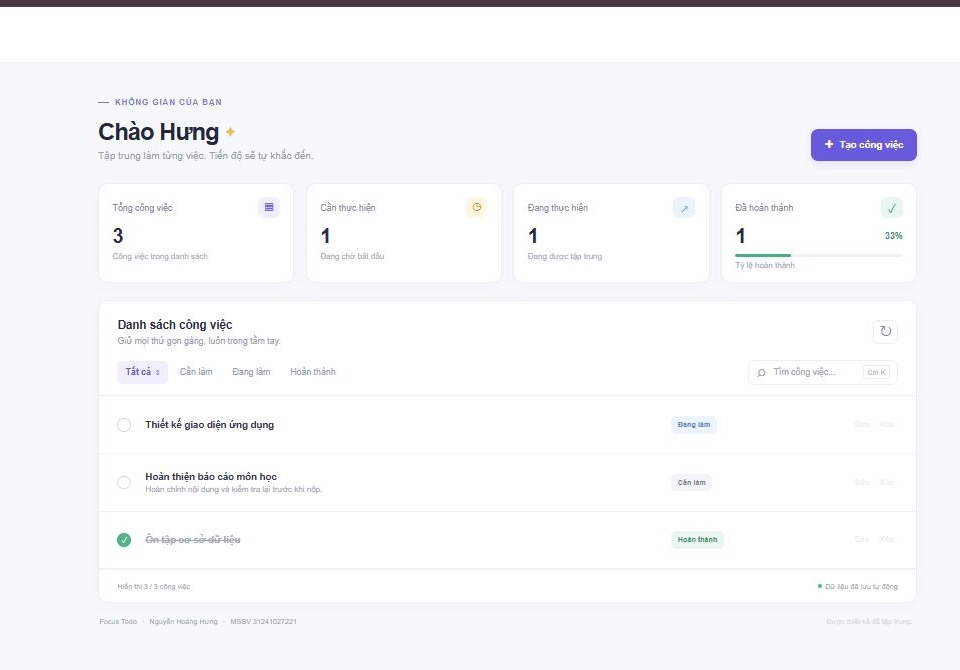 KHÔNG GIAN CỦA BẠN
Chào Hưng
Tập trung làm từng việc. Tiến độ sẽ tự khắc đến.
+ Tạo công việc
Tổng công việc
3
Công việc trong danh sách
Cần thực hiện
1
Đang chờ bắt đầu
Đang thực hiện
1
Đang được tập trung
Đã hoàn thành
1 33%
Tỷ lệ hoàn thành
Danh sách công việc
Giữ mọi thứ gọn gàng, luôn trong tầm tay.
Tất cả 3 Cần làm Đang làm Hoàn thành
Tìm công việc... Ctrl K
Thiết kế giao diện ứng dụng Đang làm Sửa Xóa
Hoàn thiện báo cáo môn học Cần làm Sửa Xóa
Hoàn chỉnh nội dung và kiểm tra lại trước khi nộp.
Ôn tập cơ sở dữ liệu Hoàn thành Sửa Xóa
Hiển thị 3 / 3 công việc Dữ liệu đã lưu tự động
Focus Todo · Nguyễn Hoàng Hưng · MSSV 31241027221 Được thiết kế để tập trung.